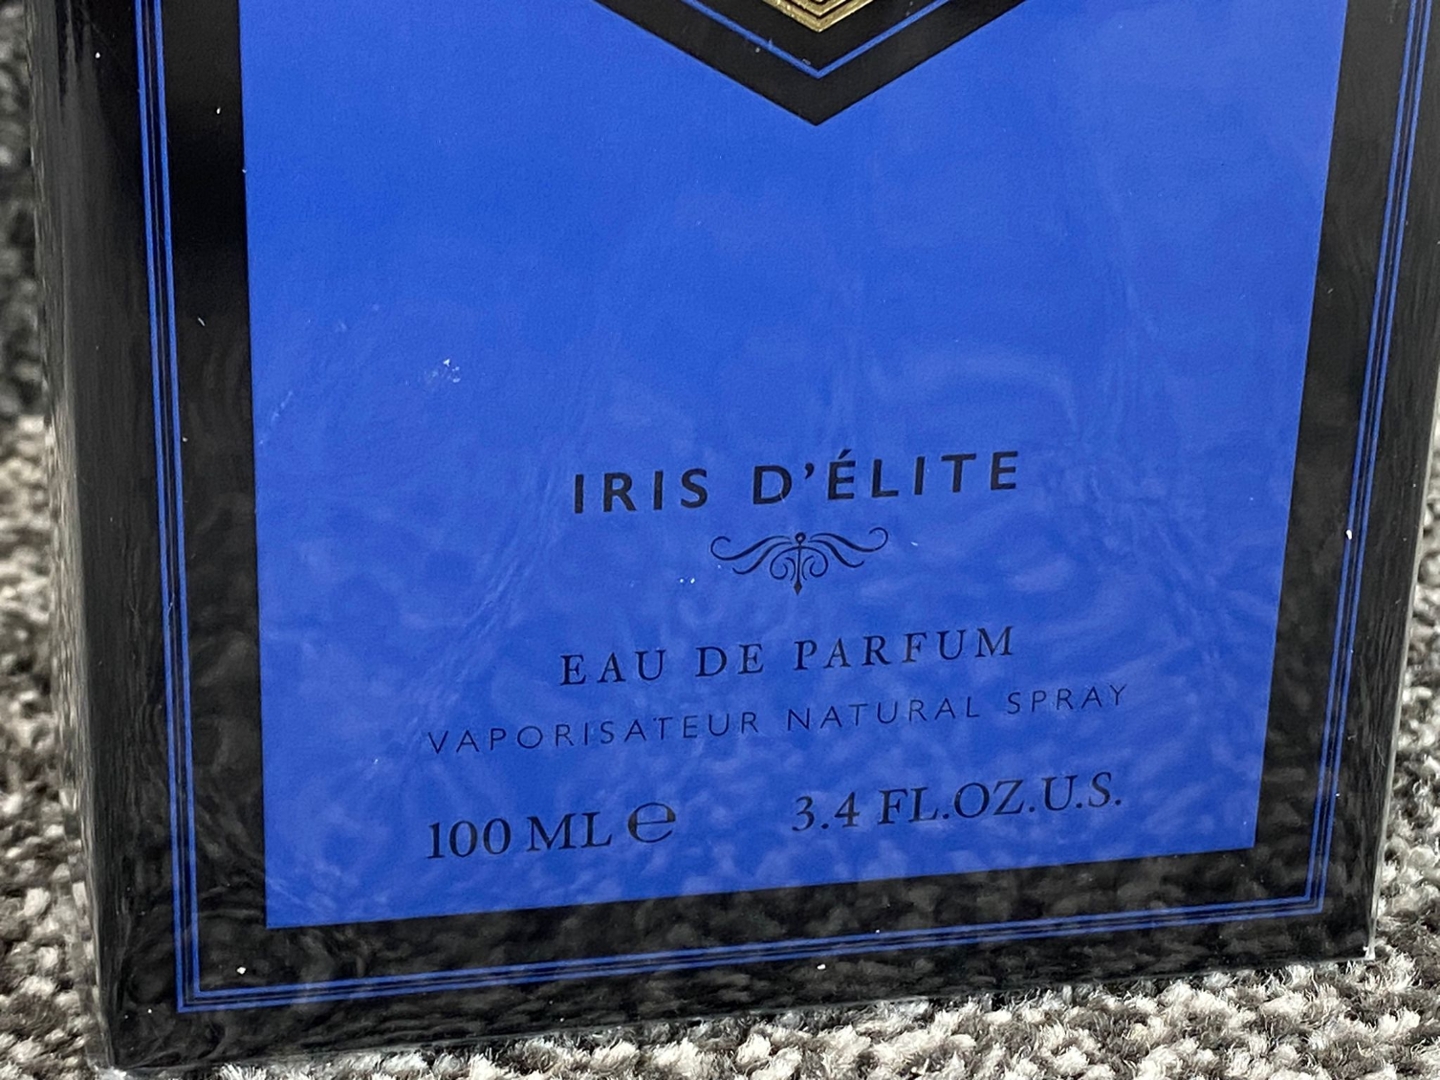 IRIS D'ÉLITE
EAU DE PARFUM
VAPORISATEUR NATURAL SPRAY
100 ML ℮ 3.4 FL.OZ.U.S.